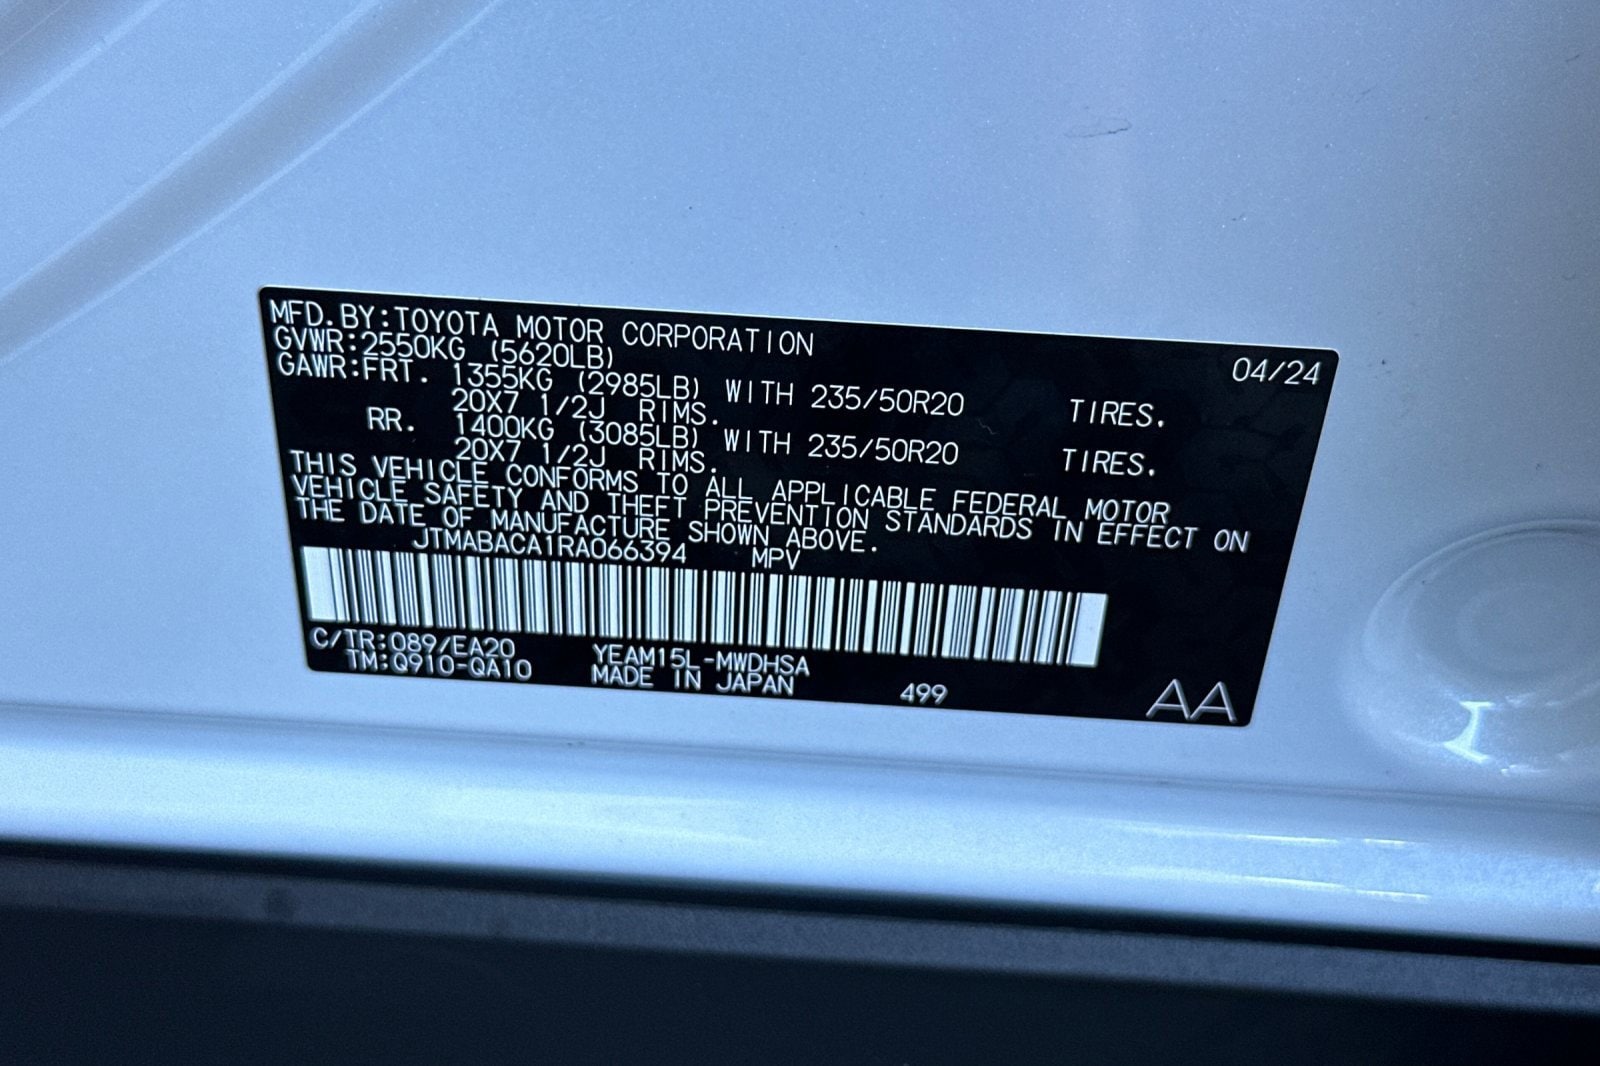 MFD.BY:TOYOTA MOTOR CORPORATION 04/24
GVWR:2550KG (5620LB)
GAWR:FRT. 1355KG (2985LB) WITH 235/50R20 TIRES.
20X7 1/2J RIMS.
RR. 1400KG (3085LB) WITH 235/50R20 TIRES.
20X7 1/2J RIMS.
THIS VEHICLE CONFORMS TO ALL APPLICABLE FEDERAL MOTOR
VEHICLE SAFETY AND THEFT PREVENTION STANDARDS IN EFFECT ON
THE DATE OF MANUFACTURE SHOWN ABOVE.
JTMABACA1RA066394 MPV
C/TR:089/EA20 YEAM15L-MWDHSA
TM:Q910-QA10 MADE IN JAPAN 499 AA